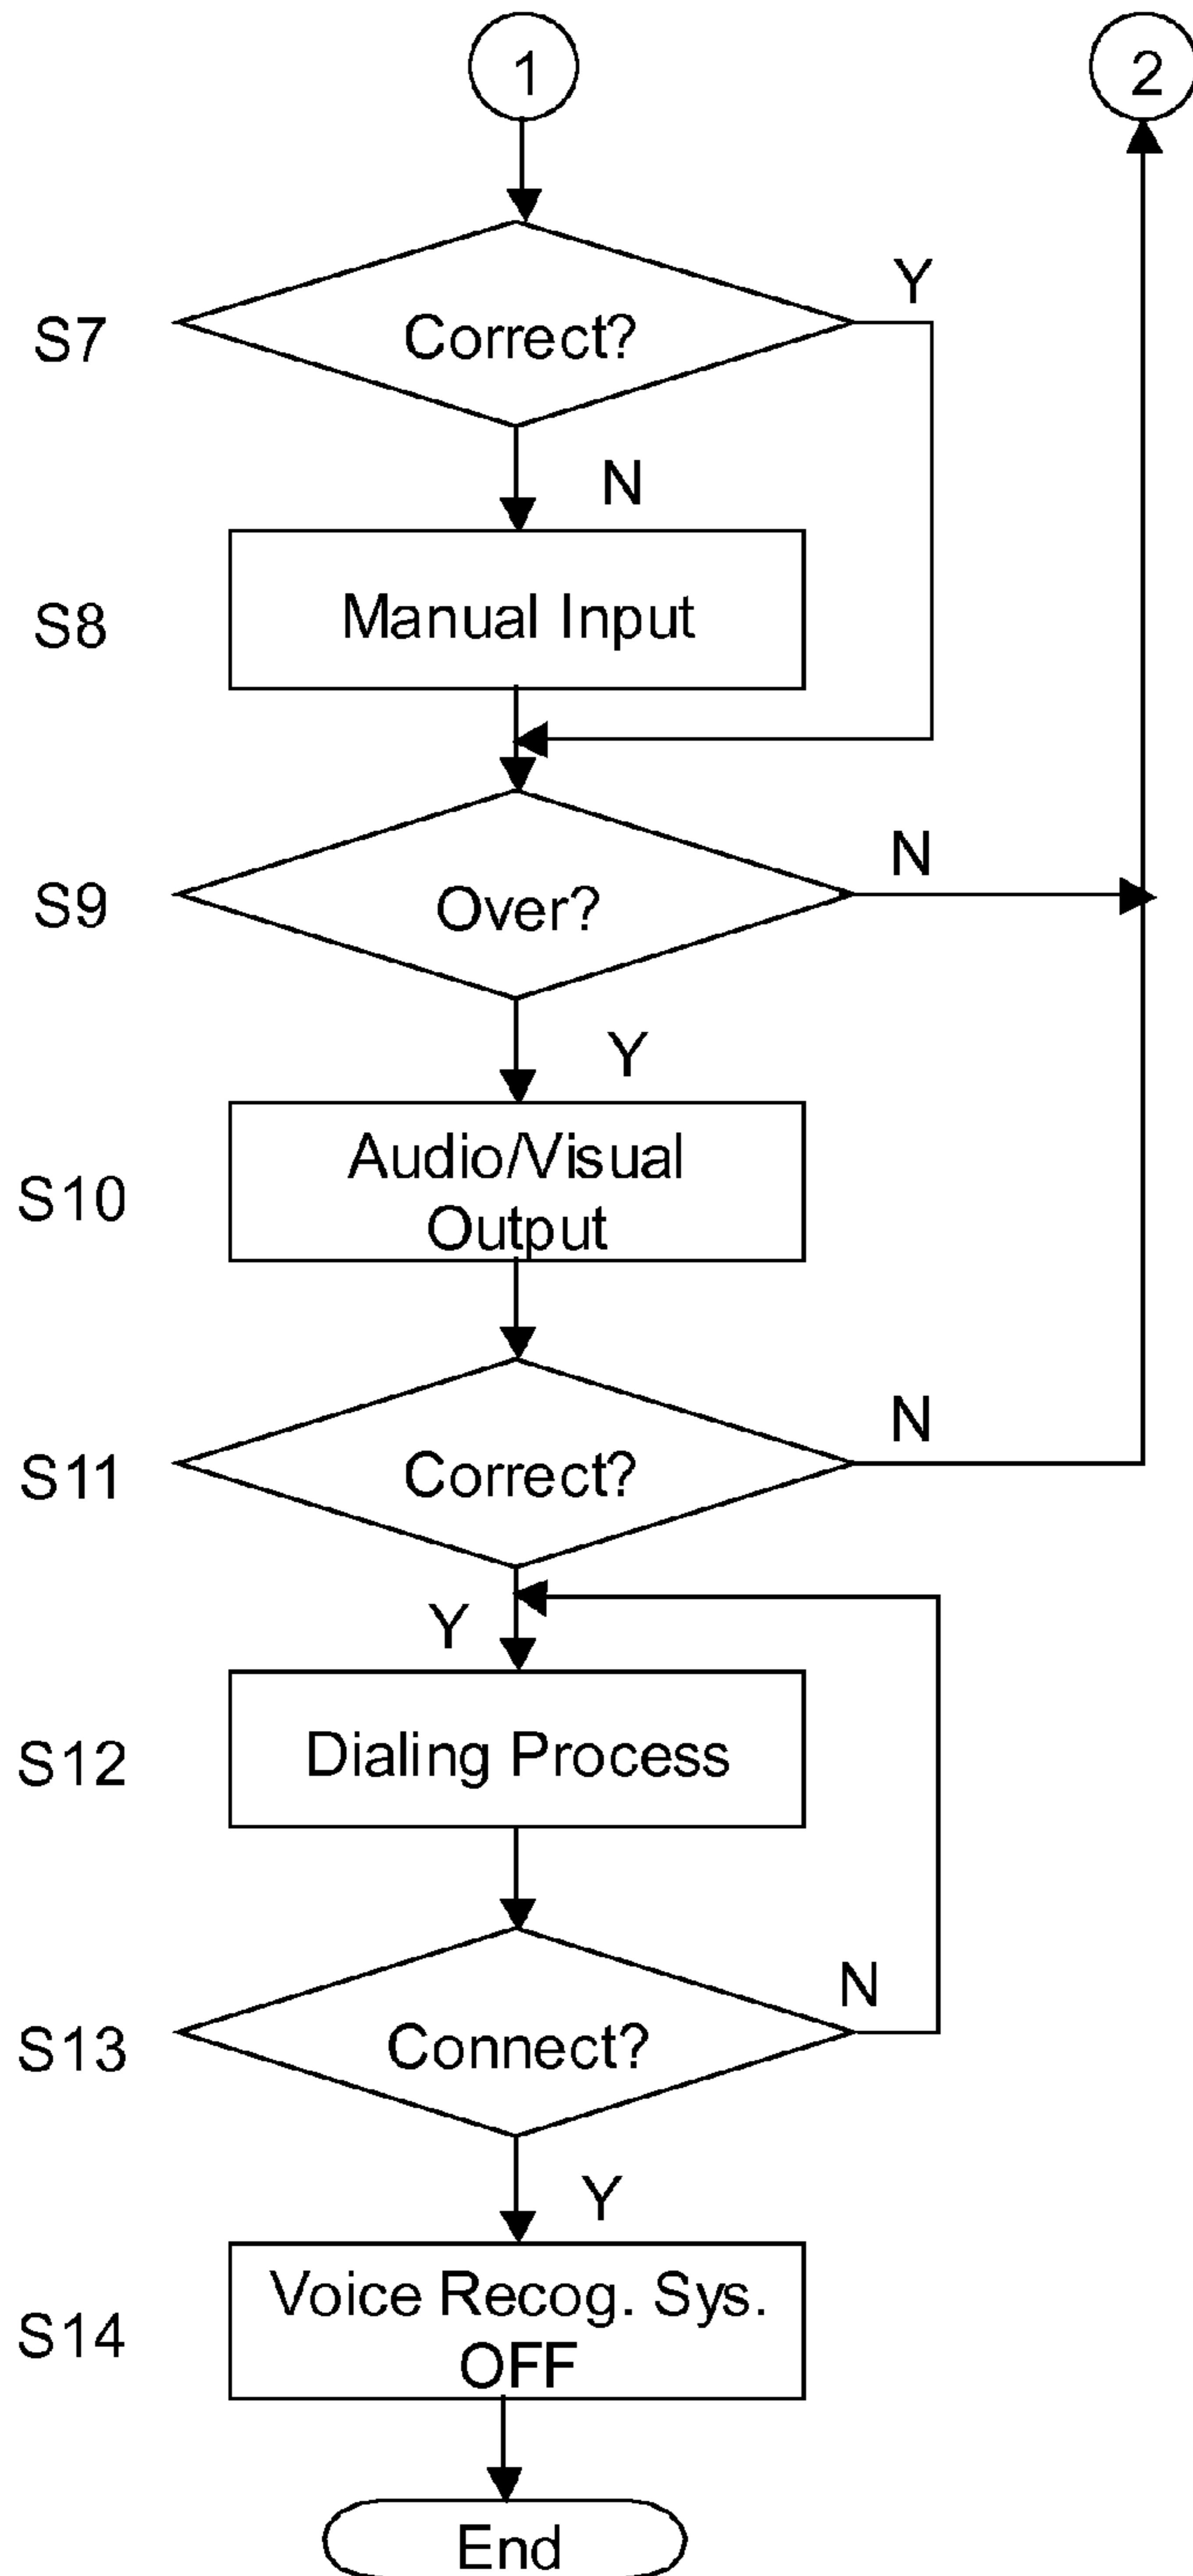 1
2
S7
Correct?
Y
N
S8
Manual Input
S9
Over?
N
Y
S10
Audio/Visual
Output
S11
Correct?
N
Y
S12
Dialing Process
S13
Connect?
N
Y
S14
Voice Recog. Sys.
OFF
End